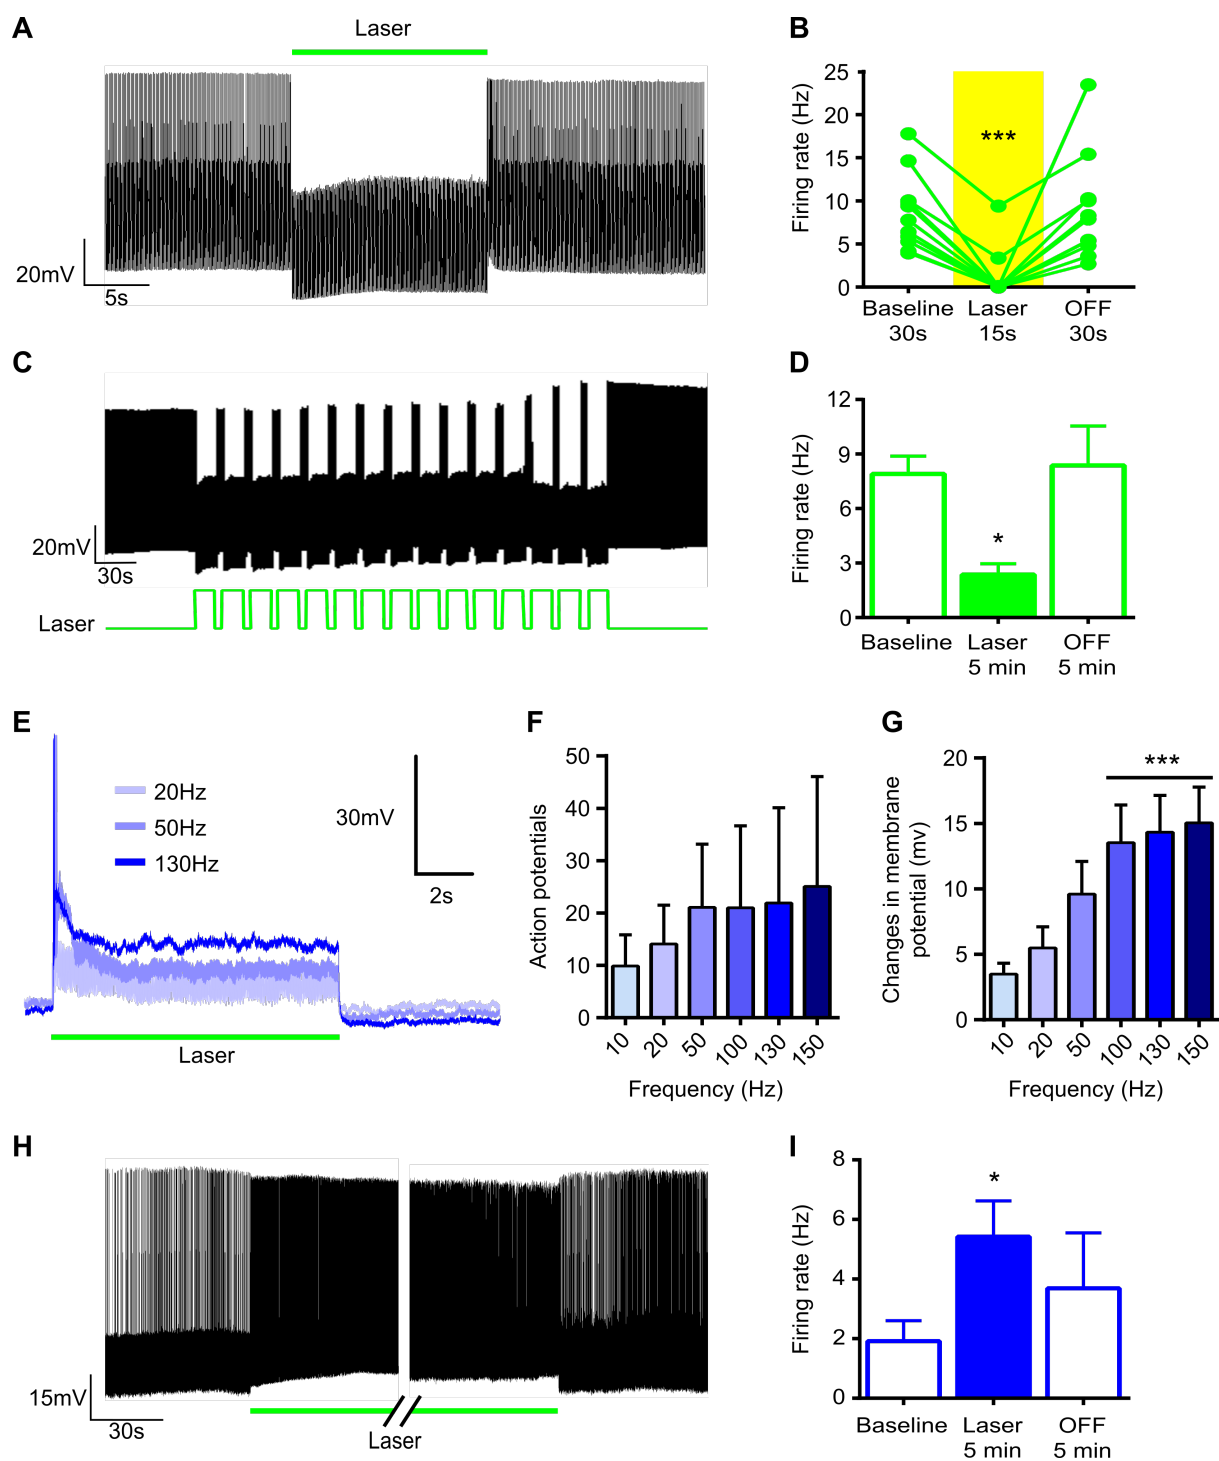 A
Laser
20mV
5s
B
Firing rate (Hz)
25
20
15
10
5
0
***
Baseline
30s
Laser
15s
OFF
30s
C
20mV
30s
Laser
D
Firing rate (Hz)
12
9
6
3
0
*
Baseline
Laser
5 min
OFF
5 min
E
20Hz
50Hz
130Hz
30mV
2s
Laser
F
Action potentials
50
40
30
20
10
0
10
20
50
100
130
150
Frequency (Hz)
G
Changes in membrane
potential (mv)
20
15
10
5
0
***
10
20
50
100
130
150
Frequency (Hz)
H
15mV
30s
Laser
I
Firing rate (Hz)
8
6
4
2
0
*
Baseline
Laser
5 min
OFF
5 min